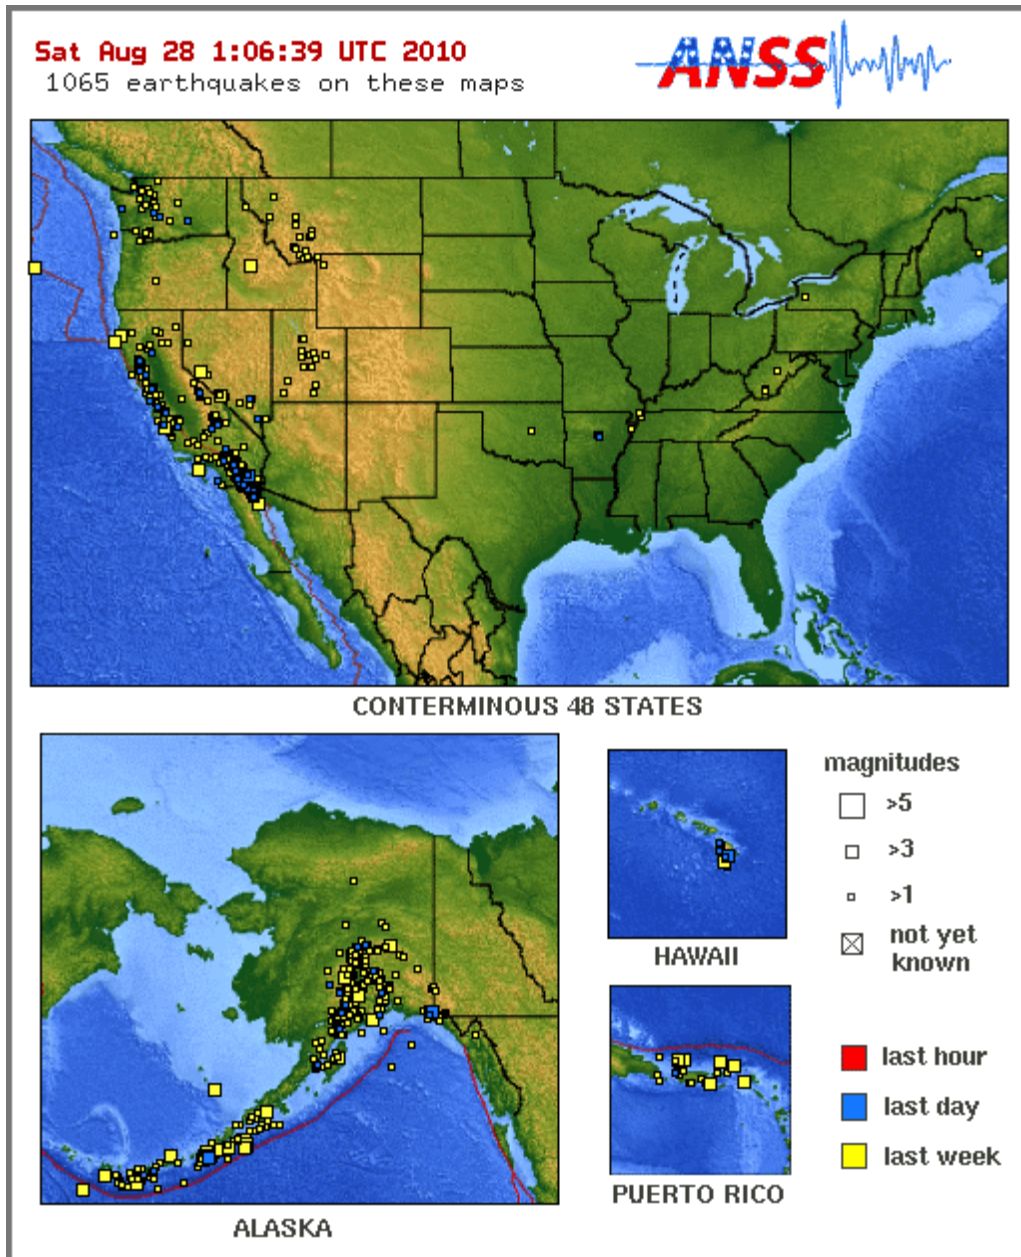 Sat Aug 28 1:06:39 UTC 2010
1065 earthquakes on these maps
ANSS
CONTERMINOUS 48 STATES
magnitudes
>5
>3
>1
not yet
known
HAWAII
last hour
last day
last week
PUERTO RICO
ALASKA